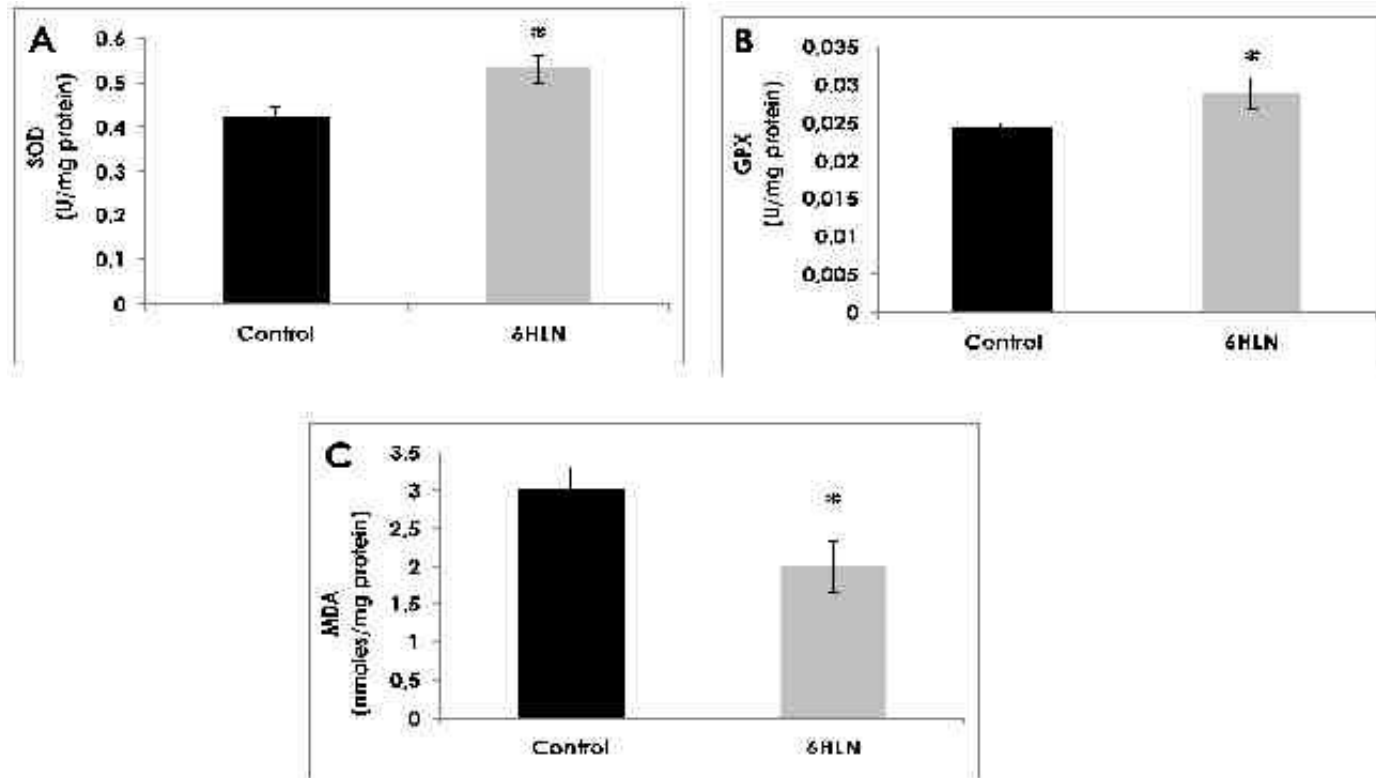 A
0.6
*
0.5
0.4
0.3
0.2
0.1
0
SOD
(U/mg protein)
Control
6HLN
B
0,035
*
0,03
0,025
0,02
0,015
0,01
0,005
0
GPX
(U/mg protein)
Control
6HLN
C
3.5
3
*
2,5
2
1,5
1
0,5
0
MDA
(nmoles/mg protein)
Control
6HLN